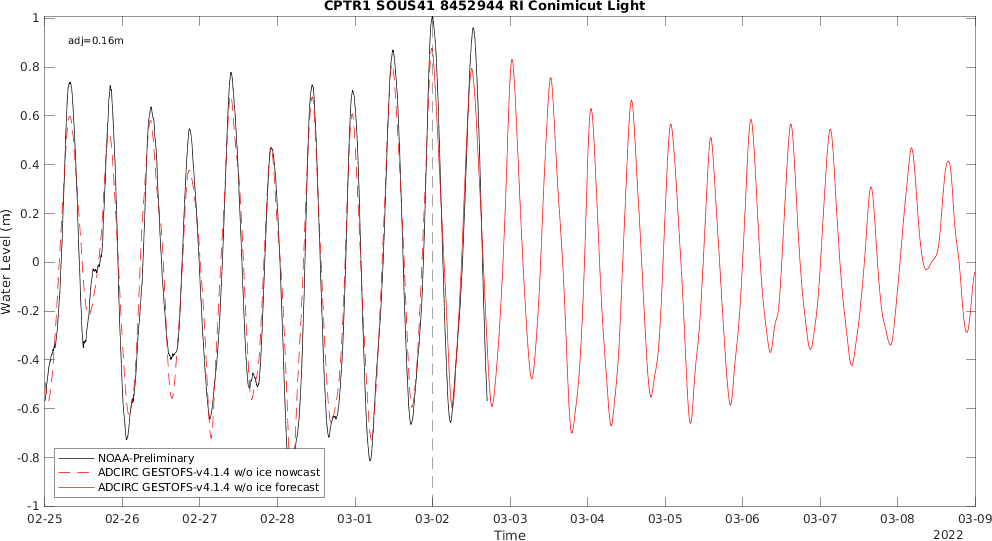 CPTR1 SOUS41 8452944 RI Conimicut Light
adj=0.16m
1
0.8
0.6
0.4
0.2
0
-0.2
-0.4
-0.6
-0.8
-1
Water Level (m)
NOAA-Preliminary
ADCIRC GESTOFS-v4.1.4 w/o ice nowcast
ADCIRC GESTOFS-v4.1.4 w/o ice forecast
02-25 02-26 02-27 02-28 03-01 03-02 03-03 03-04 03-05 03-06 03-07 03-08 03-09
Time
2022